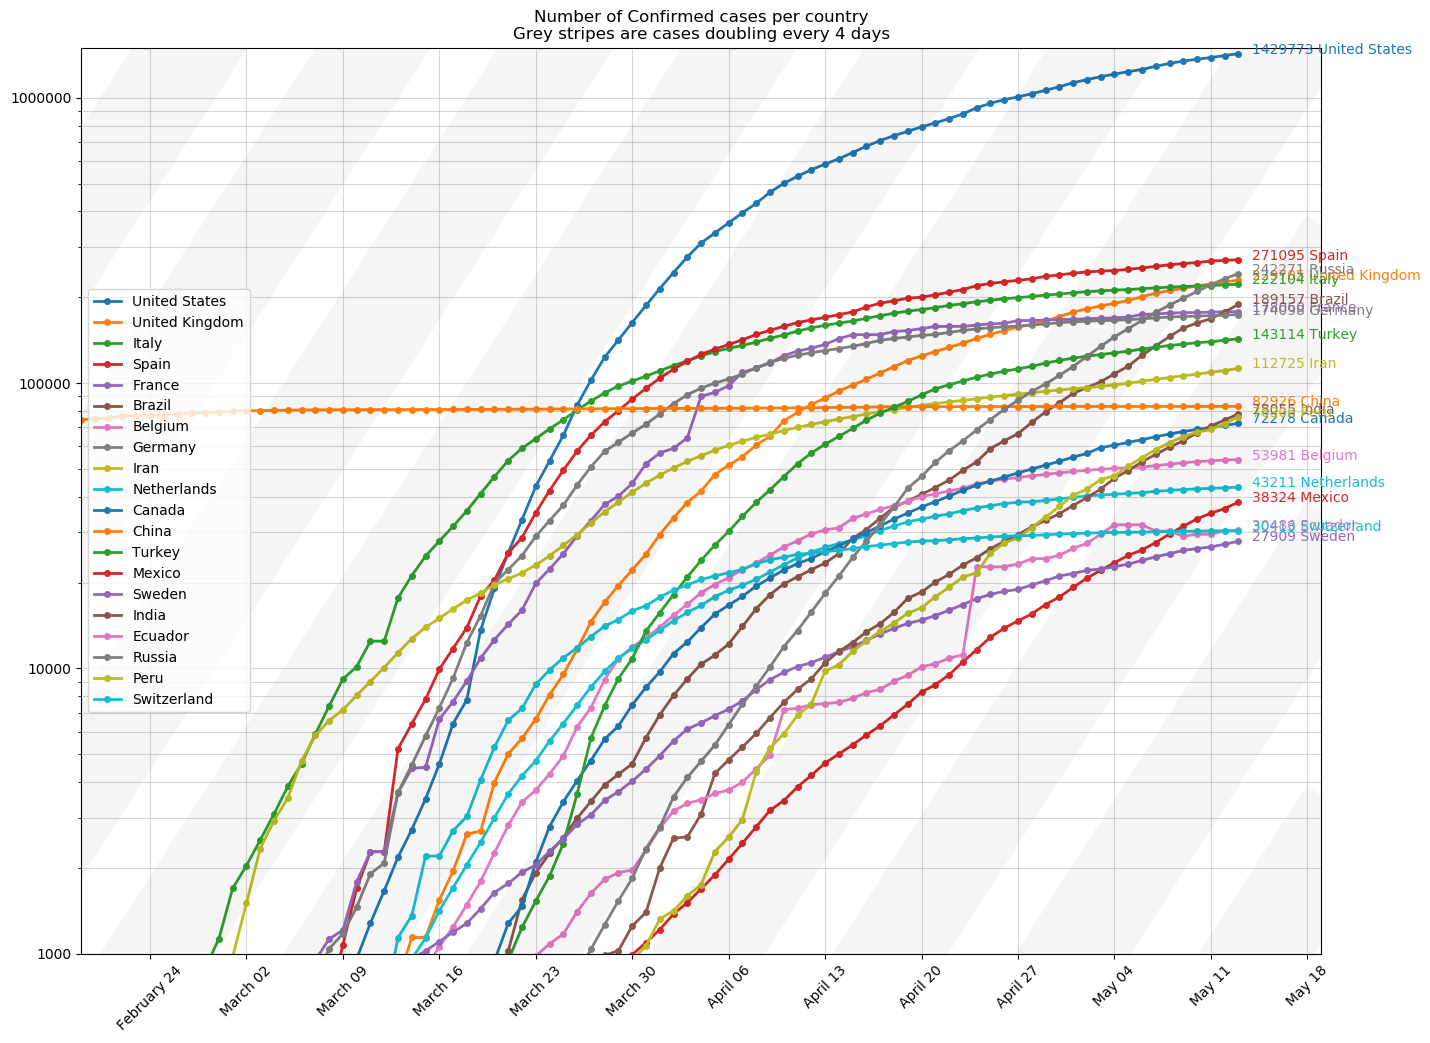 Number of Confirmed cases per country
Grey stripes are cases doubling every 4 days
1000000
100000
10000
1000
United States
United Kingdom
Italy
Spain
France
Brazil
Belgium
Germany
Iran
Netherlands
Canada
China
Turkey
Mexico
Sweden
India
Ecuador
Russia
Peru
Switzerland
1429773 United States
271095 Spain
242271 Russia
United Kingdom
222104 Italy
189157 Brazil
France
174098 Germany
143114 Turkey
112725 Iran
82926 China
78055 India
72278 Canada
53981 Belgium
43211 Netherlands
38324 Mexico
Ecuador
Switzerland
27909 Sweden
February 24
March 02
March 09
March 16
March 23
March 30
April 06
April 13
April 20
April 27
May 04
May 11
May 18